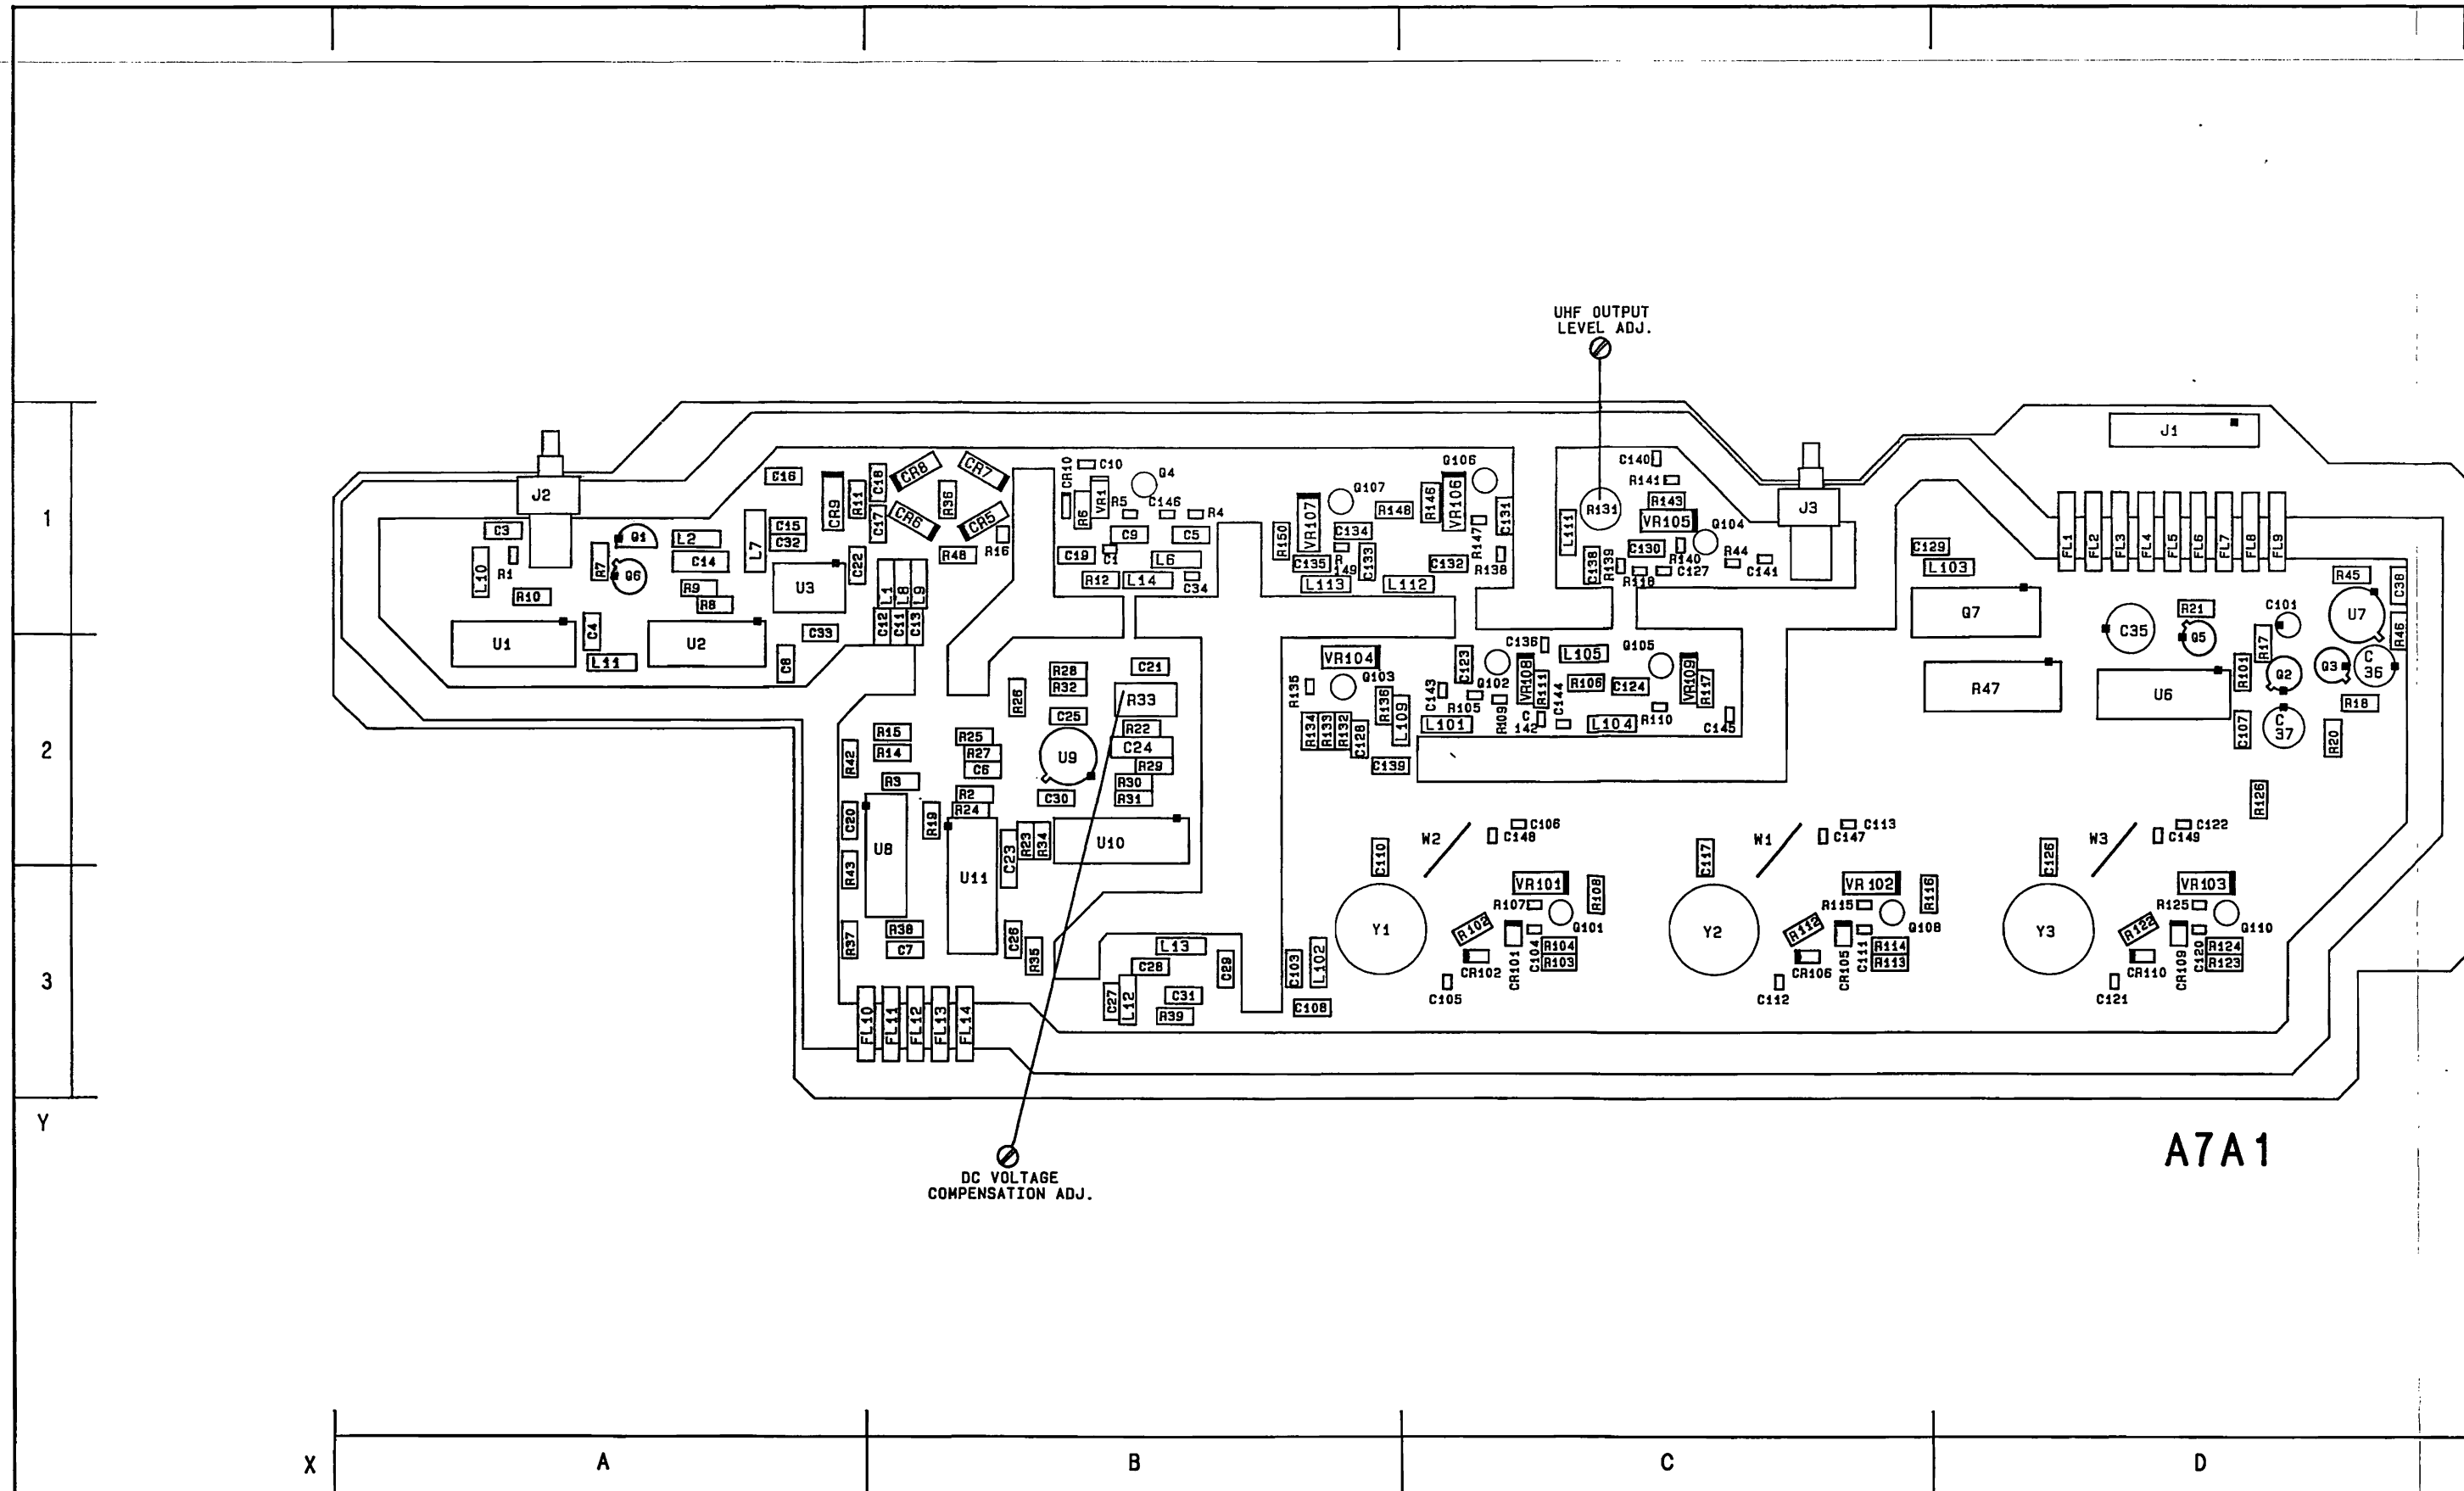 UHF OUTPUT
LEVEL ADJ.
1
J2
C3
L10
R1
R10
Q1
R7
Q6
L2
C14
R9
R8
L7
C16
C15
C32
U3
CR9
R11
C18
C17
C22
CR8
CR7
R36
CR6
CR5
R48
R16
L1
L8
L9
C12
C11
C13
CR10
C10
Q4
R6
VR1
R5
C146
R4
C9
C5
C19
C1
L6
R12
L14
C34
Q107
VR107
R150
C134
R148
C135
R
149
C133
L113
L112
Q106
R146
VR106
C131
R147
C132
R138
R131
L111
C138
R139
C140
R141
R143
VR105
Q104
C130
R140
R118
C127
R44
C141
J3
C129
L103
Q7
J1
FL1
FL2
FL3
FL4
FL5
FL6
FL7
FL8
FL9
R45
C38
U7
R46
C35
R21
Q5
C101
R17
2
U1
C4
L11
U2
C33
C8
R28
R32
C21
R33
R26
C25
R22
C24
R29
R30
R31
U9
C30
R15
R14
R42
R3
R25
R27
C6
R2
R24
R19
C20
U8
U11
C23
R23
R34
U10
R43
VR104
Q103
R135
R136
L109
R134
R133
R132
C128
C139
C123
Q102
C136
C143
R105
R109
VR108
R111
C
142
C144
L101
L105
Q105
R106
C124
VR109
R117
R110
L104
C145
R47
U6
R101
Q2
Q3
C
36
R18
C107
C
37
R20
R126
W2
C110
C106
C148
W1
C117
C113
C147
W3
C126
C122
C149
3
R37
R38
C7
C26
R35
L13
C28
C29
C27
L12
C31
R39
FL10
FL11
FL12
FL13
FL14
C103
L102
C108
Y1
VR101
R108
R107
Q101
R102
CR102
CR101
C104
R104
R103
C105
Y2
VR102
R116
R115
Q108
R112
CR106
CR105
C111
R114
R113
C112
Y3
VR103
R125
Q110
R122
CR110
CR109
C120
R124
R123
C121
Y
A7A1
DC VOLTAGE
COMPENSATION ADJ.
X
A
B
C
D